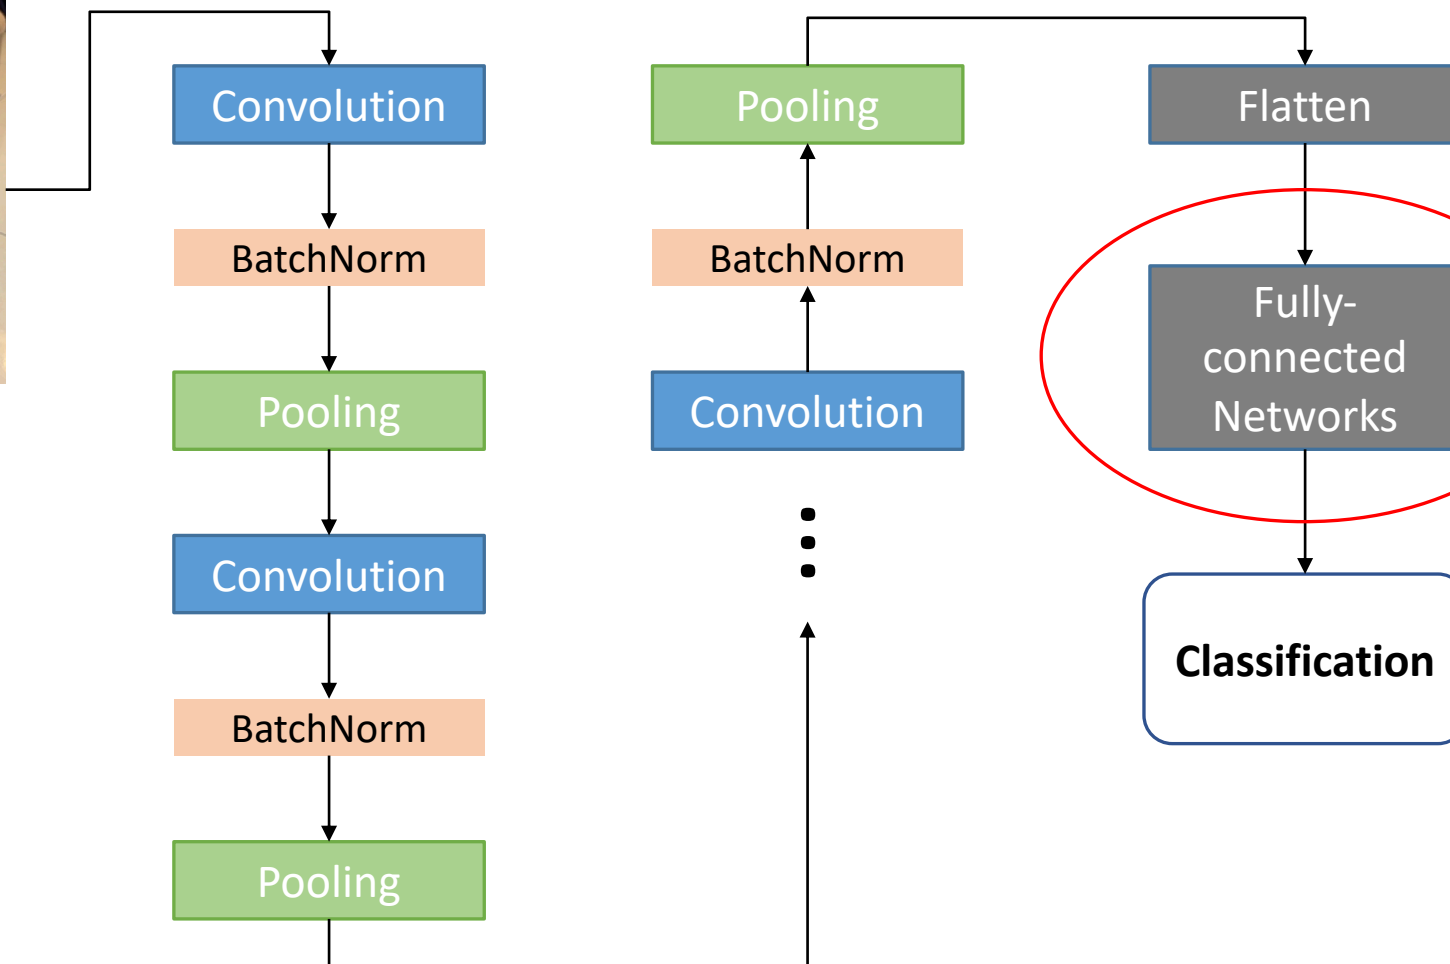 Convolution
BatchNorm
Pooling
Convolution
BatchNorm
Pooling
Pooling
BatchNorm
Convolution
Flatten
Fully-
connected
Networks
Classification